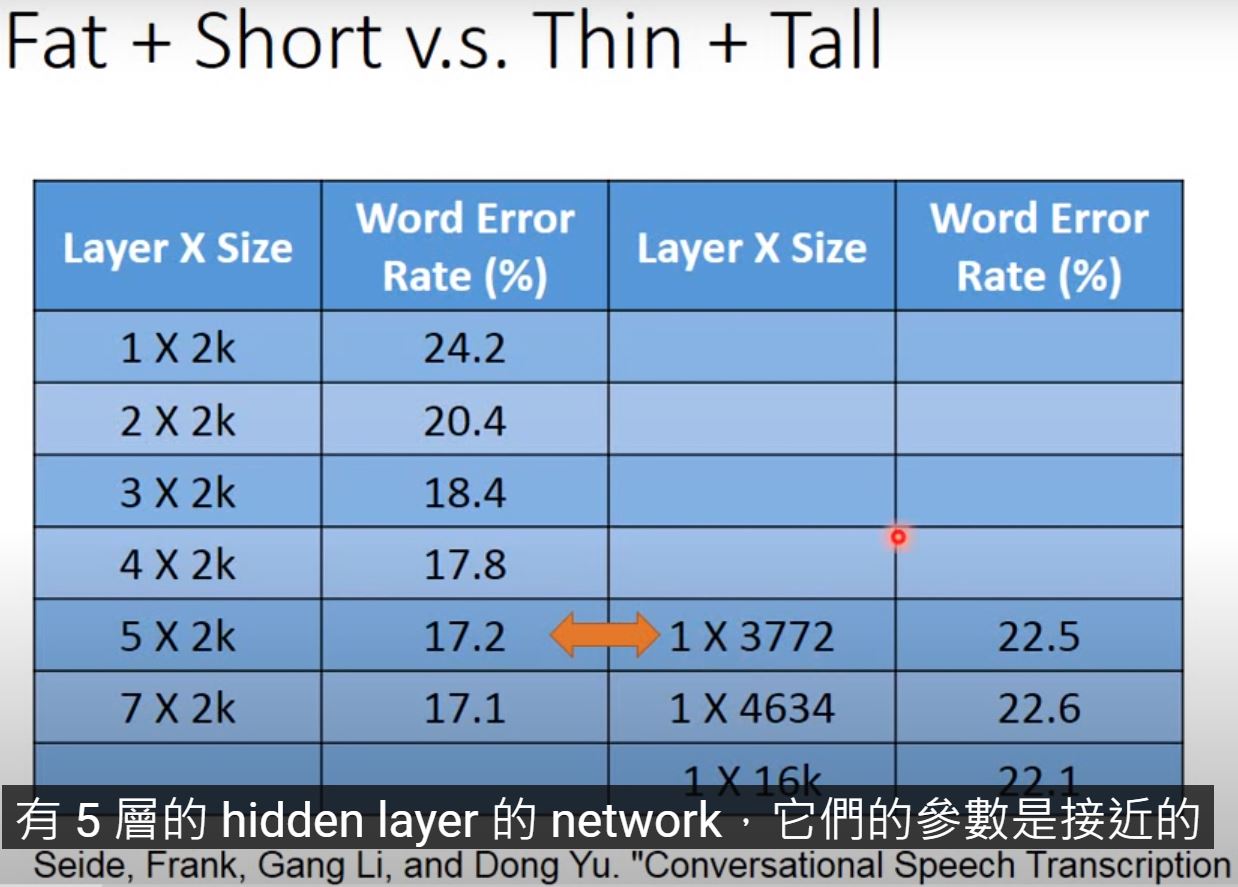 Fat + Short v.s. Thin + Tall
Layer X Size Word Error Rate (%) Layer X Size Word Error Rate (%)
1 X 2k 24.2
2 X 2k 20.4
3 X 2k 18.4
4 X 2k 17.8
5 X 2k 17.2 1 X 3772 22.5
7 X 2k 17.1 1 X 4634 22.6
1 X 16k 22.1
有 5 層的 hidden layer 的 network，它們的參數是接近的
Seide, Frank, Gang Li, and Dong Yu. "Conversational Speech Transcription